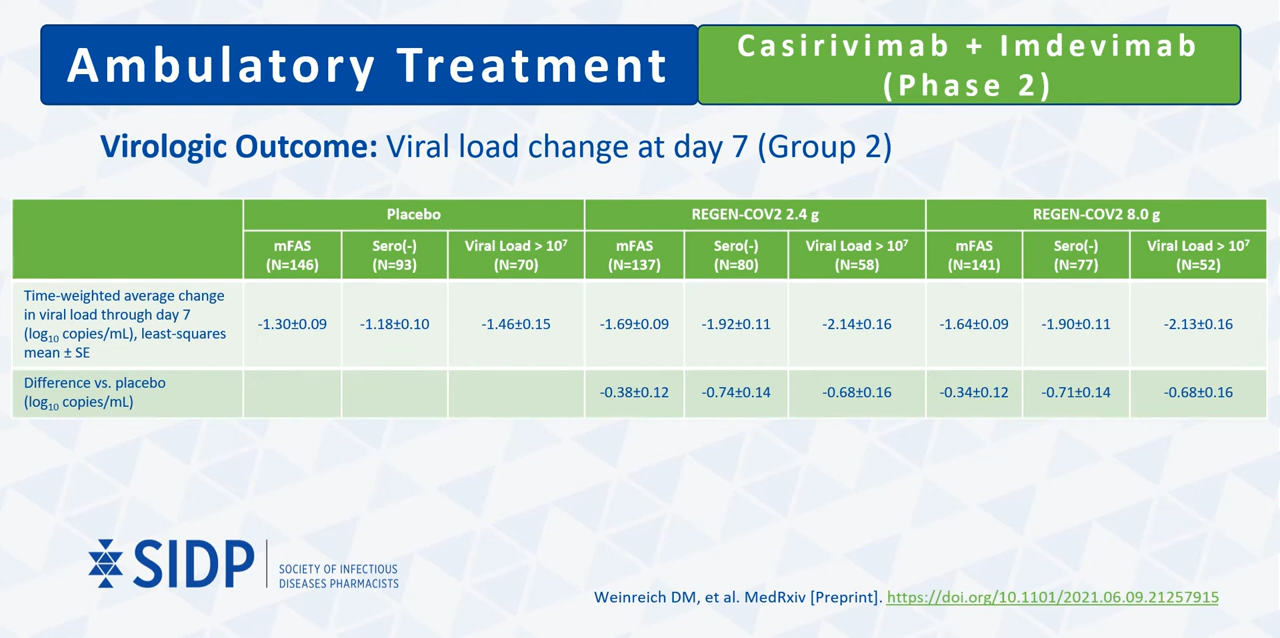 Ambulatory Treatment
Casirivimab + Imdevimab
(Phase 2)
Virologic Outcome: Viral load change at day 7 (Group 2)
Placebo
REGEN-COV2 2.4 g
REGEN-COV2 8.0 g
mFAS
(N=146)
Sero(-)
(N=93)
Viral Load > 10⁷
(N=70)
mFAS
(N=137)
Sero(-)
(N=80)
Viral Load > 10⁷
(N=58)
mFAS
(N=141)
Sero(-)
(N=77)
Viral Load > 10⁷
(N=52)
Time-weighted average change
in viral load through day 7
(log₁₀ copies/mL), least-squares
mean ± SE
-1.30±0.09
-1.18±0.10
-1.46±0.15
-1.69±0.09
-1.92±0.11
-2.14±0.16
-1.64±0.09
-1.90±0.11
-2.13±0.16
Difference vs. placebo
(log₁₀ copies/mL)
-0.38±0.12
-0.74±0.14
-0.68±0.16
-0.34±0.12
-0.71±0.14
-0.68±0.16
SIDP
SOCIETY OF INFECTIOUS
DISEASES PHARMACISTS
Weinreich DM, et al. MedRxiv [Preprint]. https://doi.org/10.1101/2021.06.09.21257915